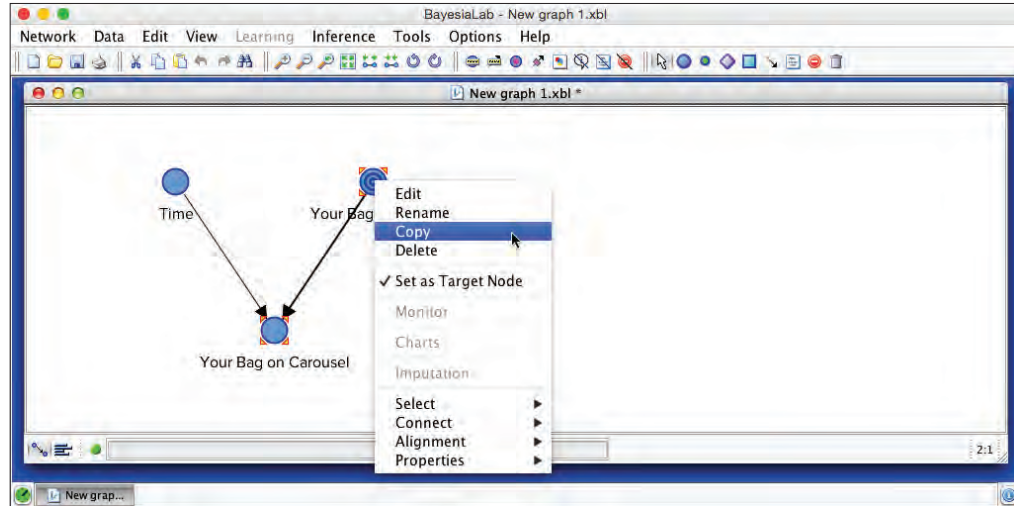 BayesiaLab - New graph 1.xbl
Network Data Edit View Learning Inference Tools Options Help
New graph 1.xbl *
Time
Your Bag
Your Bag on Carousel
Edit
Rename
Copy
Delete
✓ Set as Target Node
Monitor
Charts
Imputation
Select
Connect
Alignment
Properties
2:1
New grap...